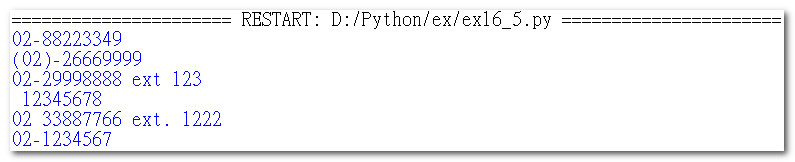 ====================== RESTART: D:/Python/ex/ex16_5.py ======================
02-88223349
(02)-26669999
02-29998888 ext 123
 12345678
02 33887766 ext. 1222
02-1234567